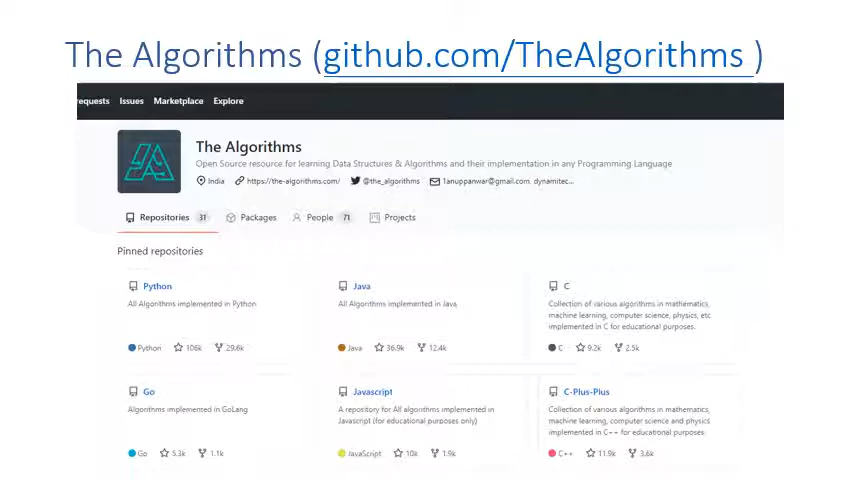 The Algorithms (github.com/TheAlgorithms )
requests Issues Marketplace Explore
The Algorithms
Open Source resource for learning Data Structures & Algorithms and their implementation in any Programming Language
India https://the-algorithms.com/ @the_algorithms 1anuppanwar@gmail.com, dynamitec...
Repositories 31 Packages People 71 Projects
Pinned repositories
Python
All Algorithms implemented in Python
Python 106k 29.6k
Java
All Algorithms implemented in Java
Java 36.9k 12.4k
C
Collection of various algorithms in mathematics,
machine learning, computer science, physics, etc
implemented in C for educational purposes.
C 9.2k 2.5k
Go
Algorithms implemented in GoLang
Go 5.3k 1.1k
Javascript
A repository for All algorithms implemented in
Javascript (for educational purposes only)
JavaScript 10k 1.9k
C-Plus-Plus
Collection of various algorithms in mathematics,
machine learning, computer science and physics
implemented in C++ for educational purposes.
C++ 11.9k 3.6k